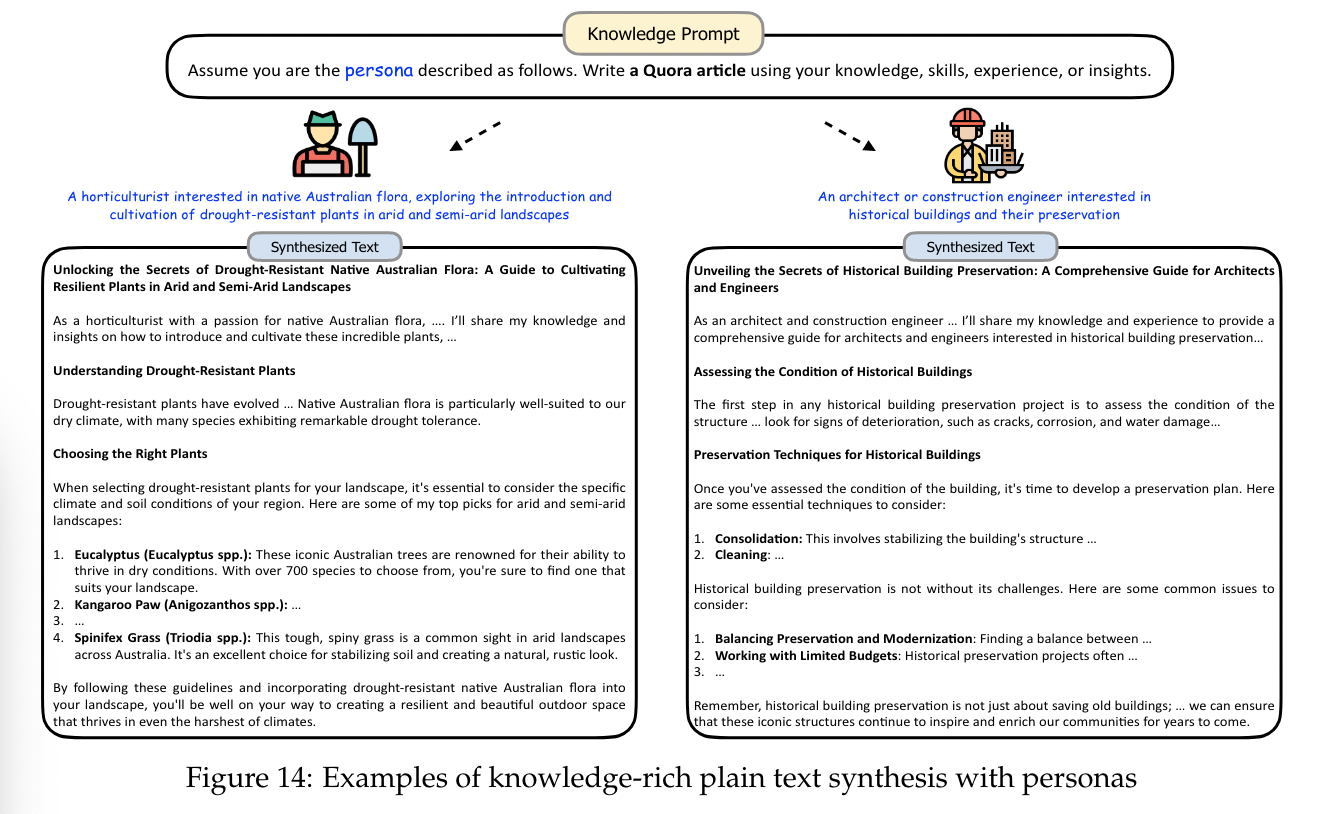 Knowledge Prompt
Assume you are the persona described as follows. Write a Quora article using your knowledge, skills, experience, or insights.
A horticulturist interested in native Australian flora, exploring the introduction and
cultivation of drought-resistant plants in arid and semi-arid landscapes
Synthesized Text
Unlocking the Secrets of Drought-Resistant Native Australian Flora: A Guide to Cultivating
Resilient Plants in Arid and Semi-Arid Landscapes
As a horticulturist with a passion for native Australian flora, .... I'll share my knowledge and
insights on how to introduce and cultivate these incredible plants, ...
Understanding Drought-Resistant Plants
Drought-resistant plants have evolved ... Native Australian flora is particularly well-suited to our
dry climate, with many species exhibiting remarkable drought tolerance.
Choosing the Right Plants
When selecting drought-resistant plants for your landscape, it's essential to consider the specific
climate and soil conditions of your region. Here are some of my top picks for arid and semi-arid
landscapes:
1. Eucalyptus (Eucalyptus spp.): These iconic Australian trees are renowned for their ability to
thrive in dry conditions. With over 700 species to choose from, you're sure to find one that
suits your landscape.
2. Kangaroo Paw (Anigozanthos spp.): ...
3. ...
4. Spinifex Grass (Triodia spp.): This tough, spiny grass is a common sight in arid landscapes
across Australia. It's an excellent choice for stabilizing soil and creating a natural, rustic look.
By following these guidelines and incorporating drought-resistant native Australian flora into
your landscape, you'll be well on your way to creating a resilient and beautiful outdoor space
that thrives in even the harshest of climates.
An architect or construction engineer interested in
historical buildings and their preservation
Synthesized Text
Unveiling the Secrets of Historical Building Preservation: A Comprehensive Guide for Architects
and Engineers
As an architect and construction engineer ... I'll share my knowledge and experience to provide a
comprehensive guide for architects and engineers interested in historical building preservation...
Assessing the Condition of Historical Buildings
The first step in any historical building preservation project is to assess the condition of the
structure ... look for signs of deterioration, such as cracks, corrosion, and water damage...
Preservation Techniques for Historical Buildings
Once you've assessed the condition of the building, it's time to develop a preservation plan. Here
are some essential techniques to consider:
1. Consolidation: This involves stabilizing the building's structure ...
2. Cleaning: ...
Historical building preservation is not without its challenges. Here are some common issues to
consider:
1. Balancing Preservation and Modernization: Finding a balance between ...
2. Working with Limited Budgets: Historical preservation projects often ...
3. ...
Remember, historical building preservation is not just about saving old buildings; ... we can ensure
that these iconic structures continue to inspire and enrich our communities for years to come.
Figure 14: Examples of knowledge-rich plain text synthesis with personas